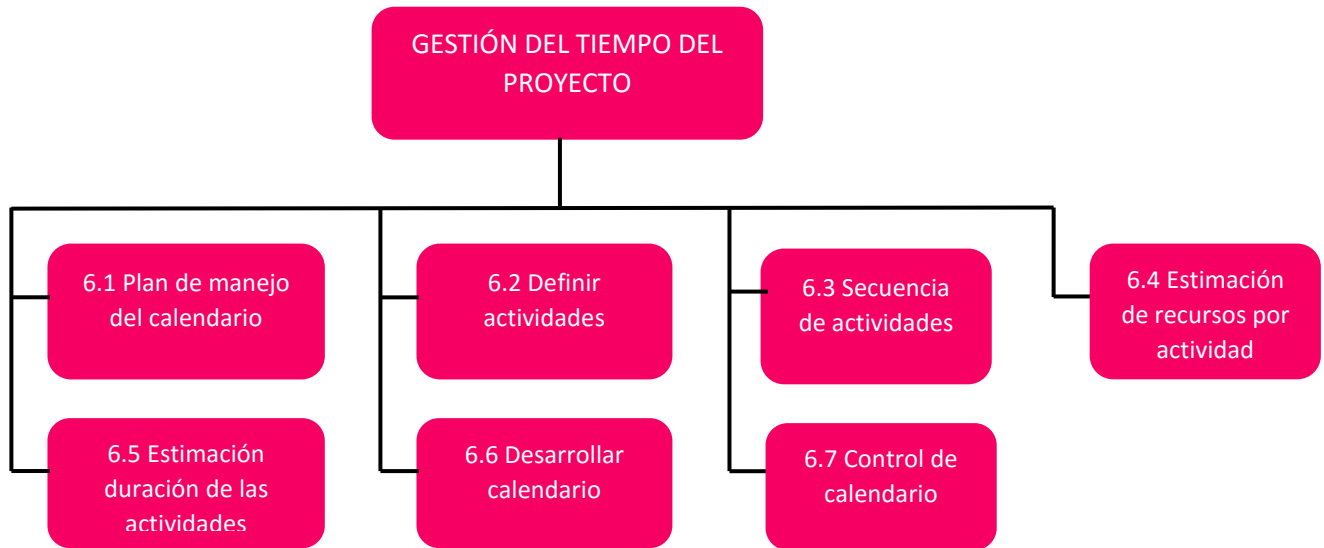 GESTIÓN DEL TIEMPO DEL
PROYECTO
6.1 Plan de manejo
del calendario
6.2 Definir
actividades
6.3 Secuencia
de actividades
6.4 Estimación
de recursos por
actividad
6.5 Estimación
duración de las
actividades
6.6 Desarrollar
calendario
6.7 Control de
calendario